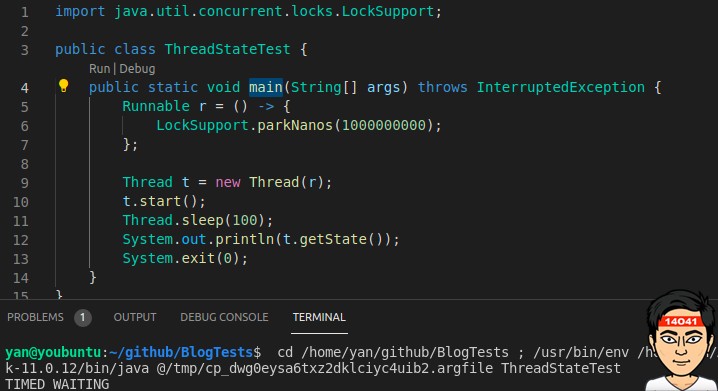 1 import java.util.concurrent.locks.LockSupport;
2
3 public class ThreadStateTest {
Run | Debug
4 public static void main(String[] args) throws InterruptedException {
5 Runnable r = () -> {
6 LockSupport.parkNanos(1000000000);
7 };
8
9 Thread t = new Thread(r);
10 t.start();
11 Thread.sleep(100);
12 System.out.println(t.getState());
13 System.exit(0);
14 }
15 }
PROBLEMS 1 OUTPUT DEBUG CONSOLE TERMINAL
14041
yan@youbuntu:~/github/BlogTests$ cd /home/yan/github/BlogTests ; /usr/bin/env
k-11.0.12/bin/java @/tmp/cp_dwg0eysa6txz2dklciyc4uib2.argfile ThreadStateTest
TIMED_WAITING